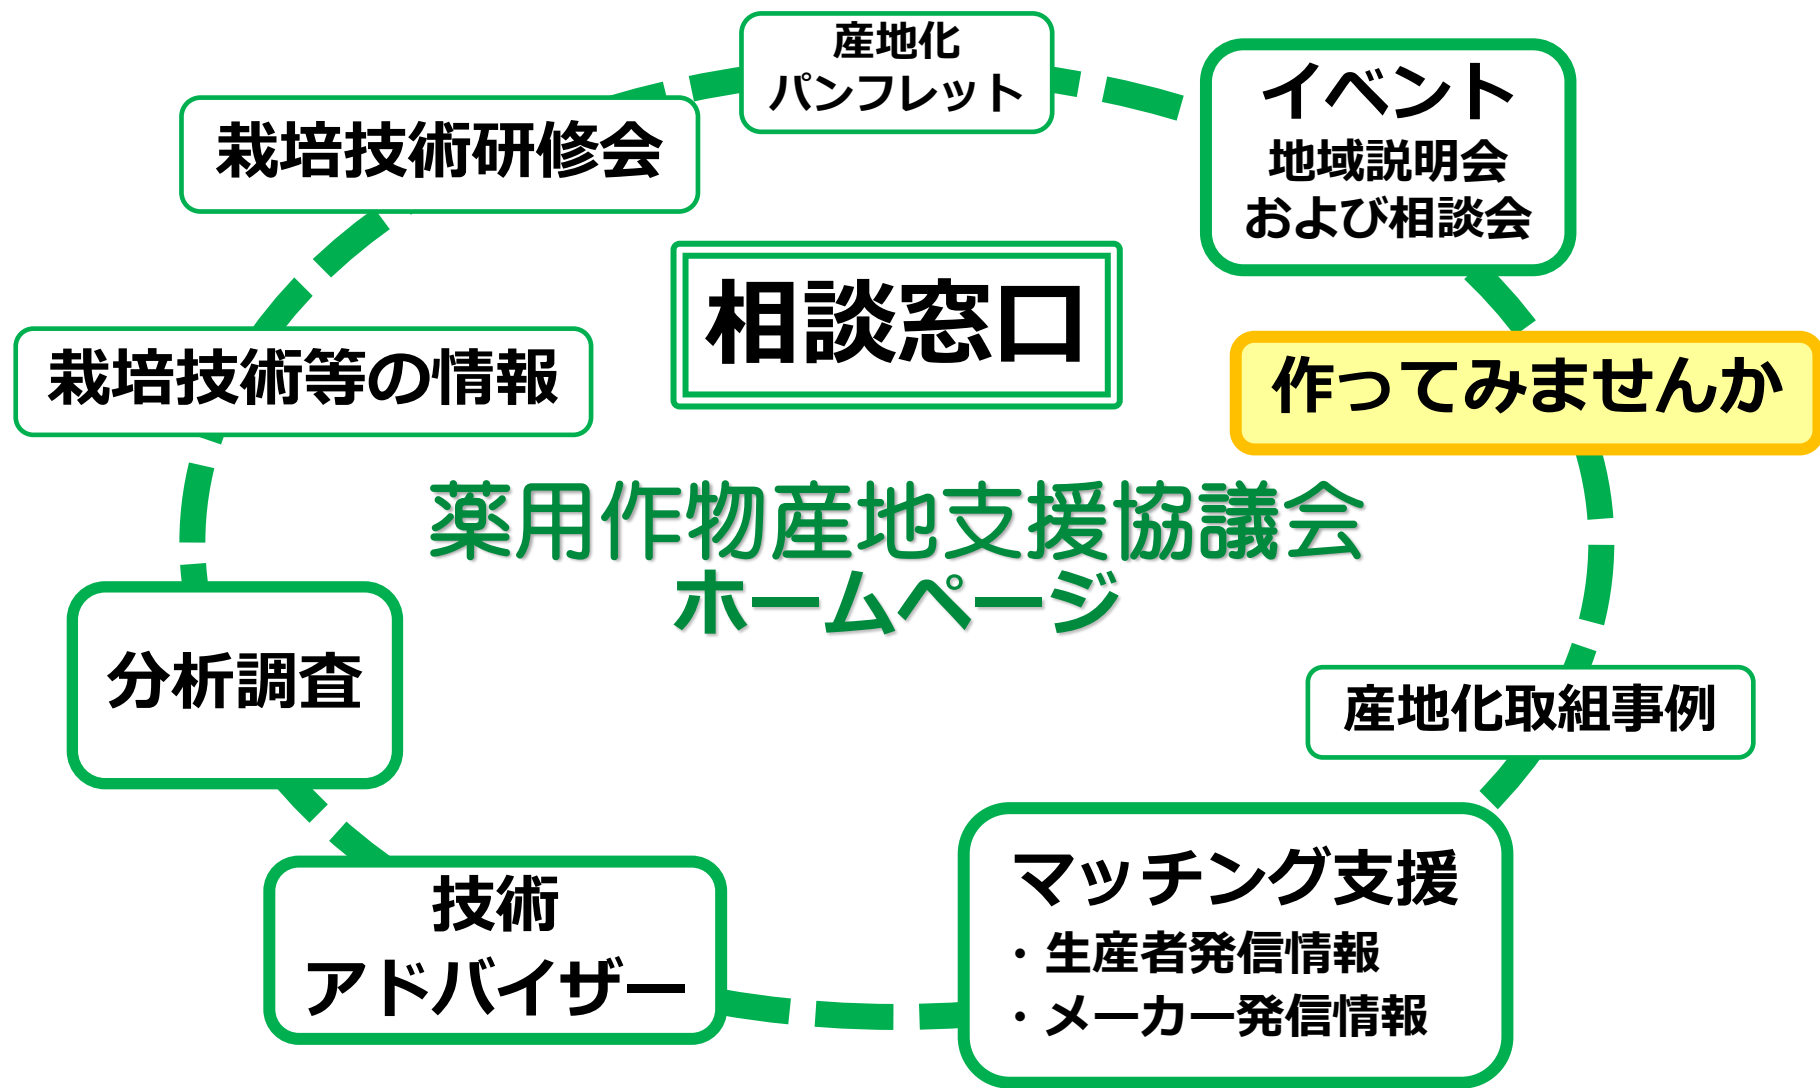 産地化
パンフレット
イベント
地域説明会
および相談会
栽培技術研修会
相談窓口
栽培技術等の情報
作ってみませんか
薬用作物産地支援協議会
ホームページ
分析調査
産地化取組事例
技術
アドバイザー
マッチング支援
・生産者発信情報
・メーカー発信情報